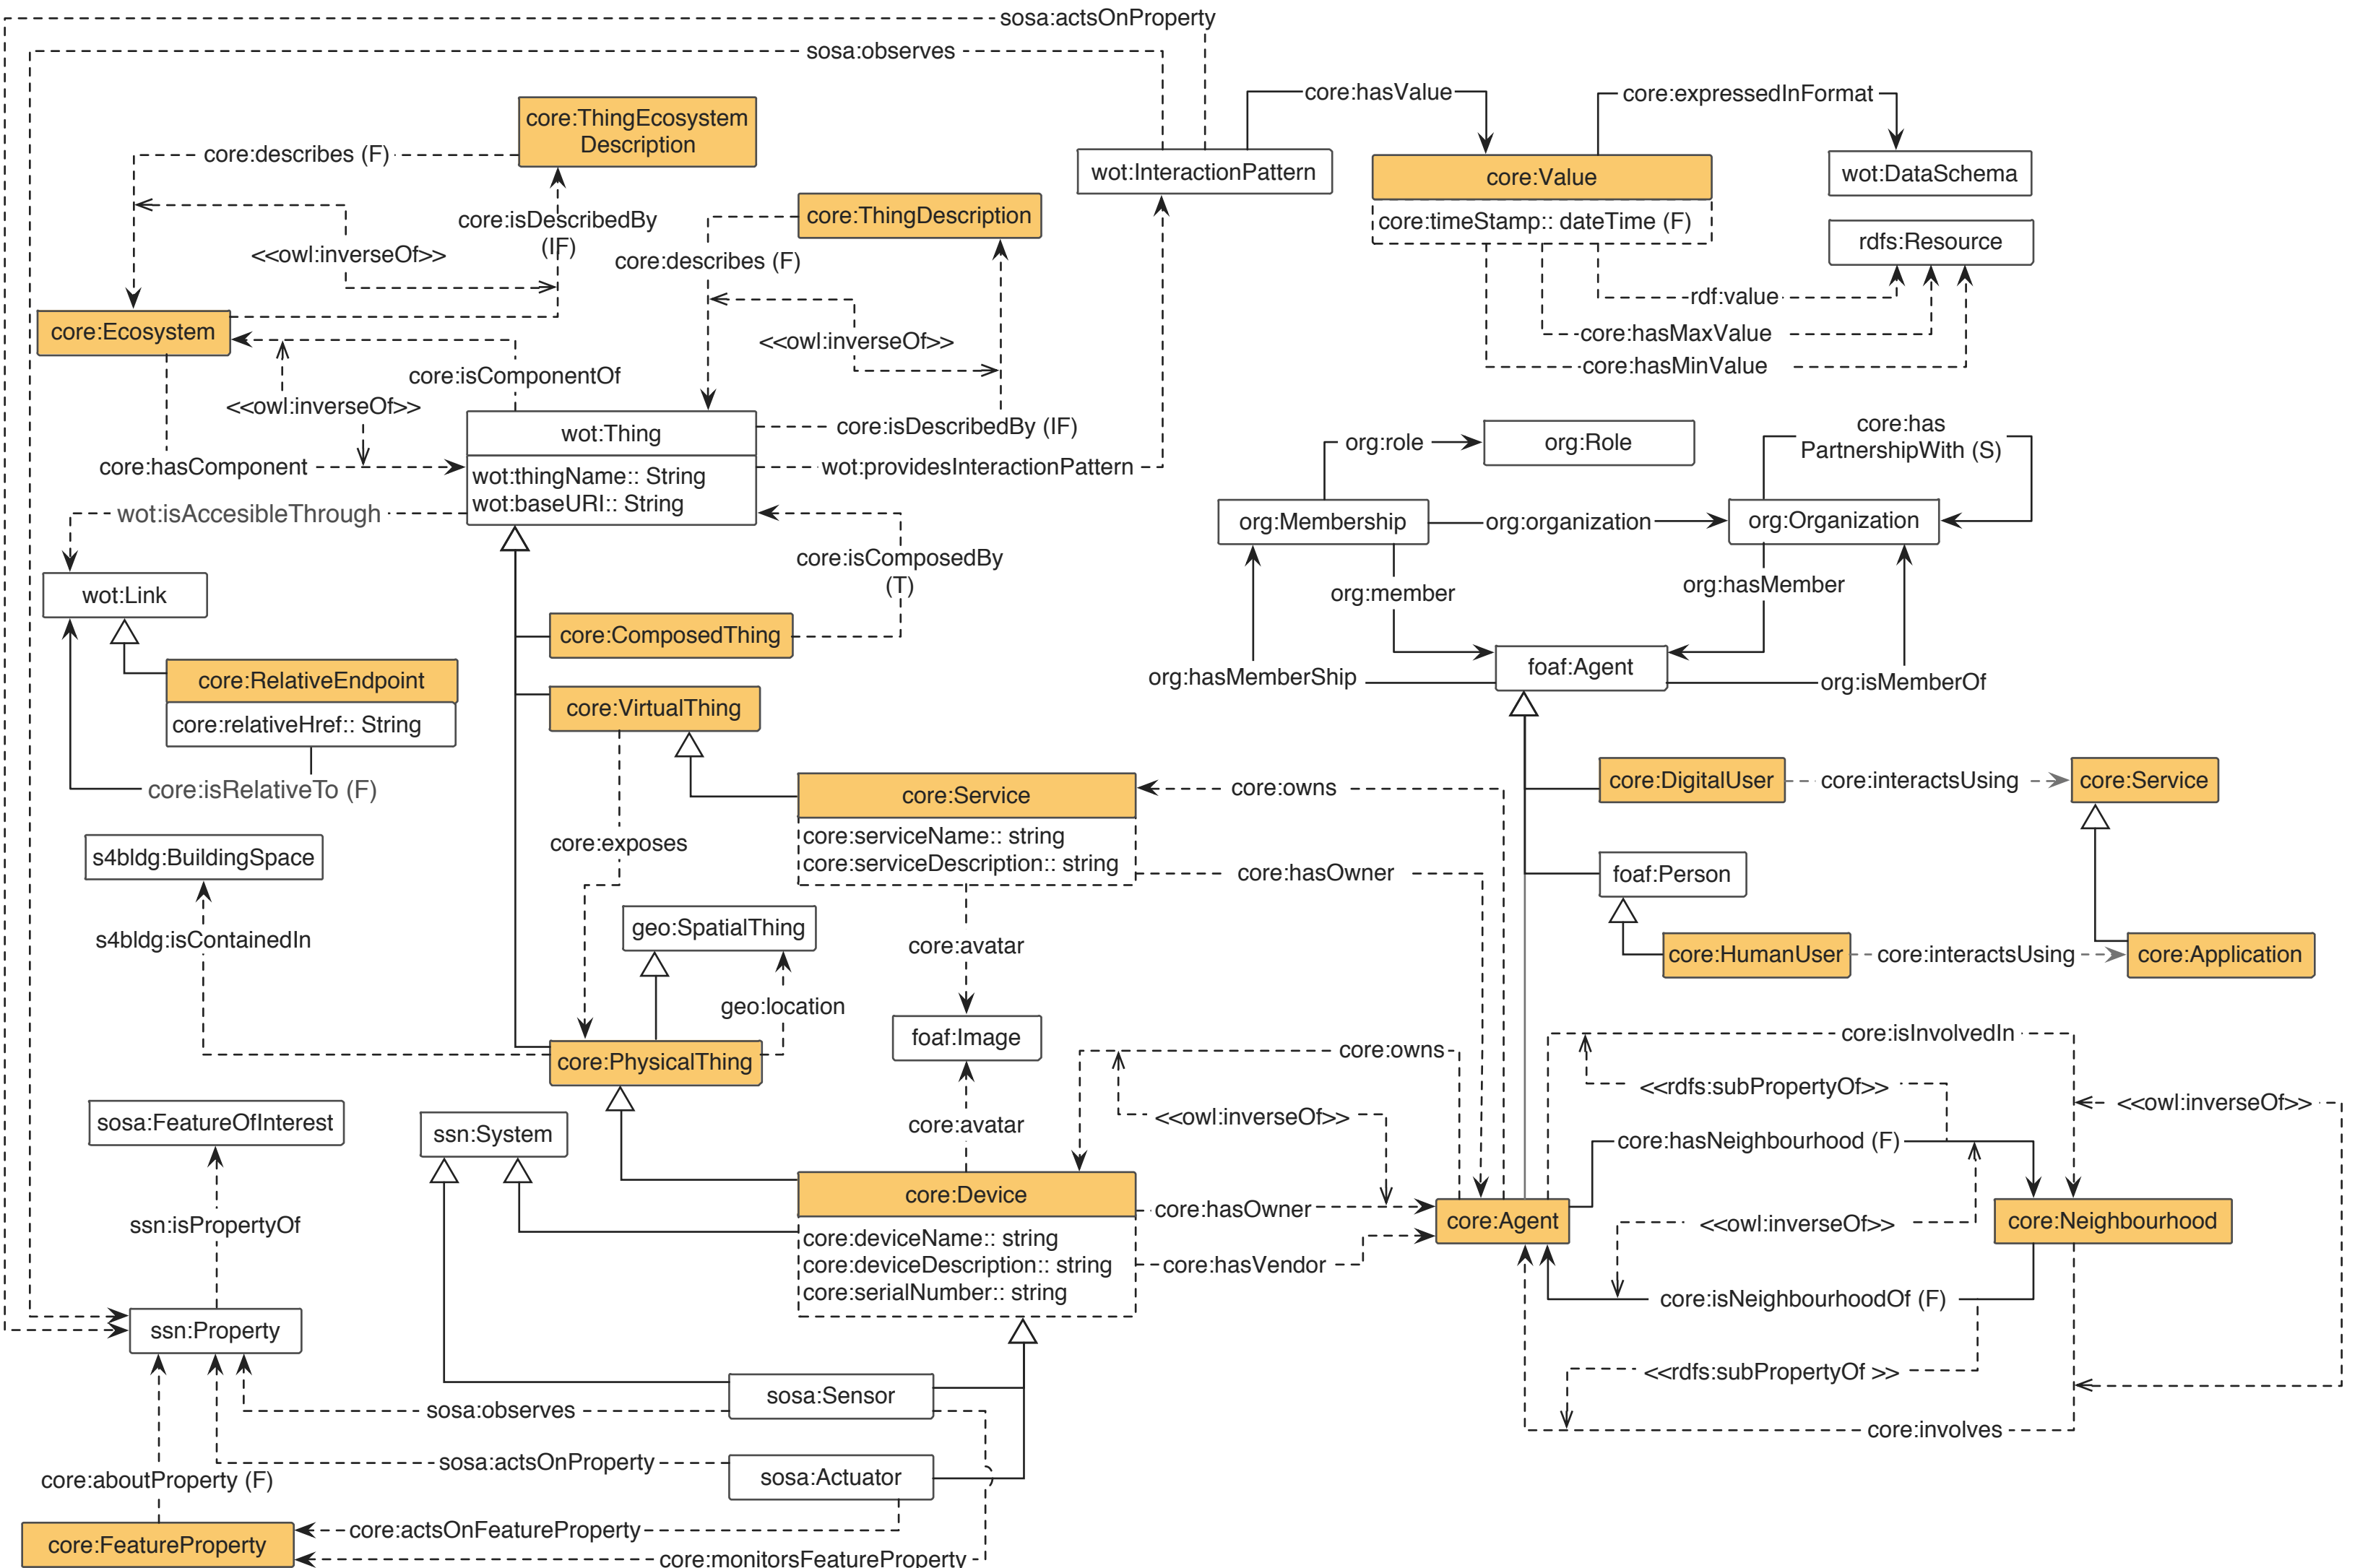 sosa:actsOnProperty
sosa:observes
core:hasValue
core:expressedInFormat
core:ThingEcosystem
Description
core:describes (F)
wot:InteractionPattern
core:Value
wot:DataSchema
core:timeStamp:: dateTime (F)
core:ThingDescription
core:isDescribedBy
(IF)
<<owl:inverseOf>>
core:describes (F)
rdfs:Resource
rdf:value
core:hasMaxValue
core:hasMinValue
core:Ecosystem
<<owl:inverseOf>>
core:isComponentOf
<<owl:inverseOf>>
wot:Thing
core:isDescribedBy (IF)
core:hasComponent
wot:thingName:: String
wot:baseURI:: String
wot:providesInteractionPattern
wot:isAccesibleThrough
core:isComposedBy
(T)
org:role
org:Role
core:has
PartnershipWith (S)
org:Membership
org:organization
org:Organization
org:member
org:hasMember
wot:Link
core:ComposedThing
org:hasMemberShip
foaf:Agent
org:isMemberOf
core:RelativeEndpoint
core:relativeHref:: String
core:isRelativeTo (F)
core:VirtualThing
core:Service
core:serviceName:: string
core:serviceDescription:: string
core:owns
core:hasOwner
core:DigitalUser
core:interactsUsing
core:Service
s4bldg:BuildingSpace
core:exposes
foaf:Person
s4bldg:isContainedIn
geo:SpatialThing
core:avatar
core:HumanUser
core:interactsUsing
core:Application
geo:location
foaf:Image
core:PhysicalThing
core:owns
core:isInvolvedIn
<<rdfs:subPropertyOf>>
<<owl:inverseOf>>
sosa:FeatureOfInterest
ssn:System
core:avatar
<<owl:inverseOf>>
core:hasNeighbourhood (F)
core:Device
core:deviceName:: string
core:deviceDescription:: string
core:serialNumber:: string
core:hasOwner
core:hasVendor
core:Agent
<<owl:inverseOf>>
core:Neighbourhood
ssn:isPropertyOf
core:isNeighbourhoodOf (F)
ssn:Property
<<rdfs:subPropertyOf >>
sosa:Sensor
sosa:observes
core:involves
sosa:actsOnProperty
sosa:Actuator
core:aboutProperty (F)
core:actsOnFeatureProperty
core:FeatureProperty
core:monitorsFeatureProperty